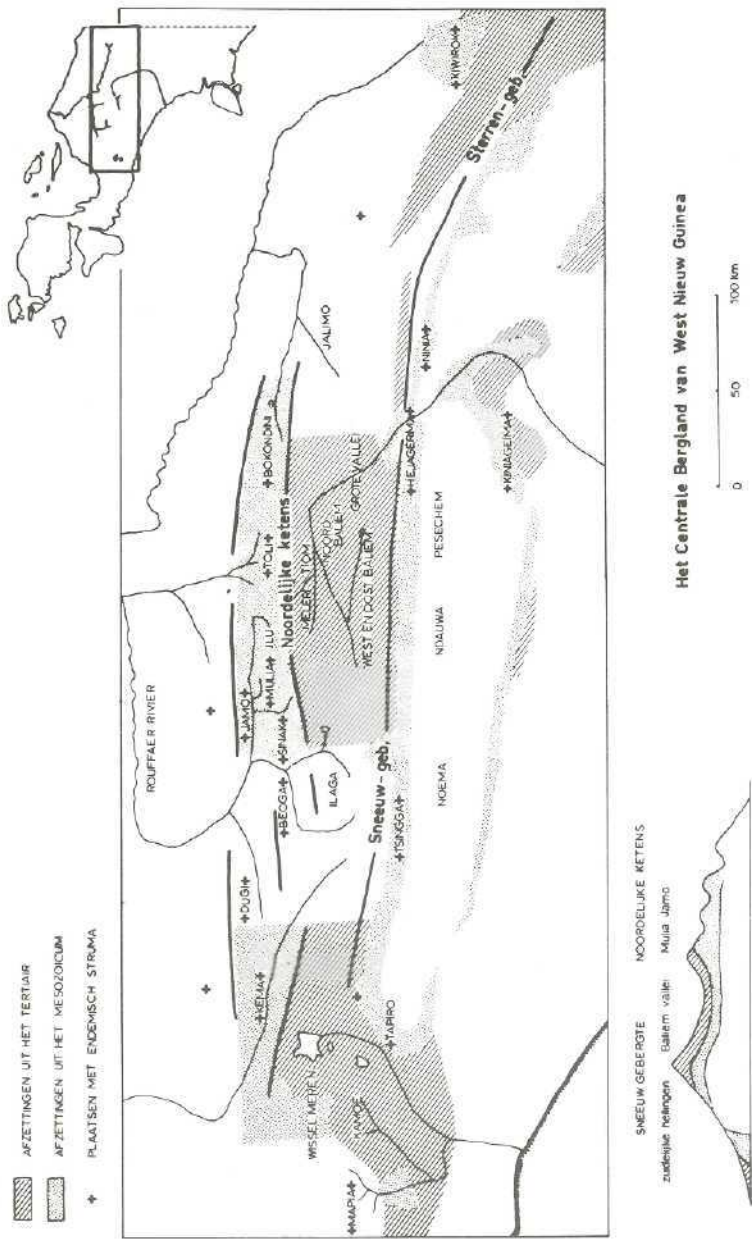 AFZETTINGEN UIT HET TERTIAIR
AFZETTINGEN UIT HET MESOZOICUM
+ PLAATSEN MET ENDEMISCH STRUMA
ROUFFAER RIVIER
JALIMO
+DUGI+
+JAMO+
+KEMA+
+BEOGA+
+SINAK+
+MULIA+
ILU
+TOLI+
+BOKONDINI
Noordelijke ketens
ILAGA
TIOM
NOORD
BALIEM
GROTE VALLEI
WEST EN OOST BALIEM
WISSEL MEREN
KAMOE
+MAPIA+
+TAPIRO
Sneeuw-geb.
+TSINGGA+
+HEJAGERMA+
+NINIA+
+KIWIROK+
Sterren-geb.
NOEMA
NDAUWA
PESECHEM
+KINIAGEIMA+
SNEEUW GEBERGTE
NOORDELIJKE KETENS
zuidelijke hellingen
Baliem vallei
Mulia Jamo
Het Centrale Bergland van West Nieuw Guinea
0 50 100 km